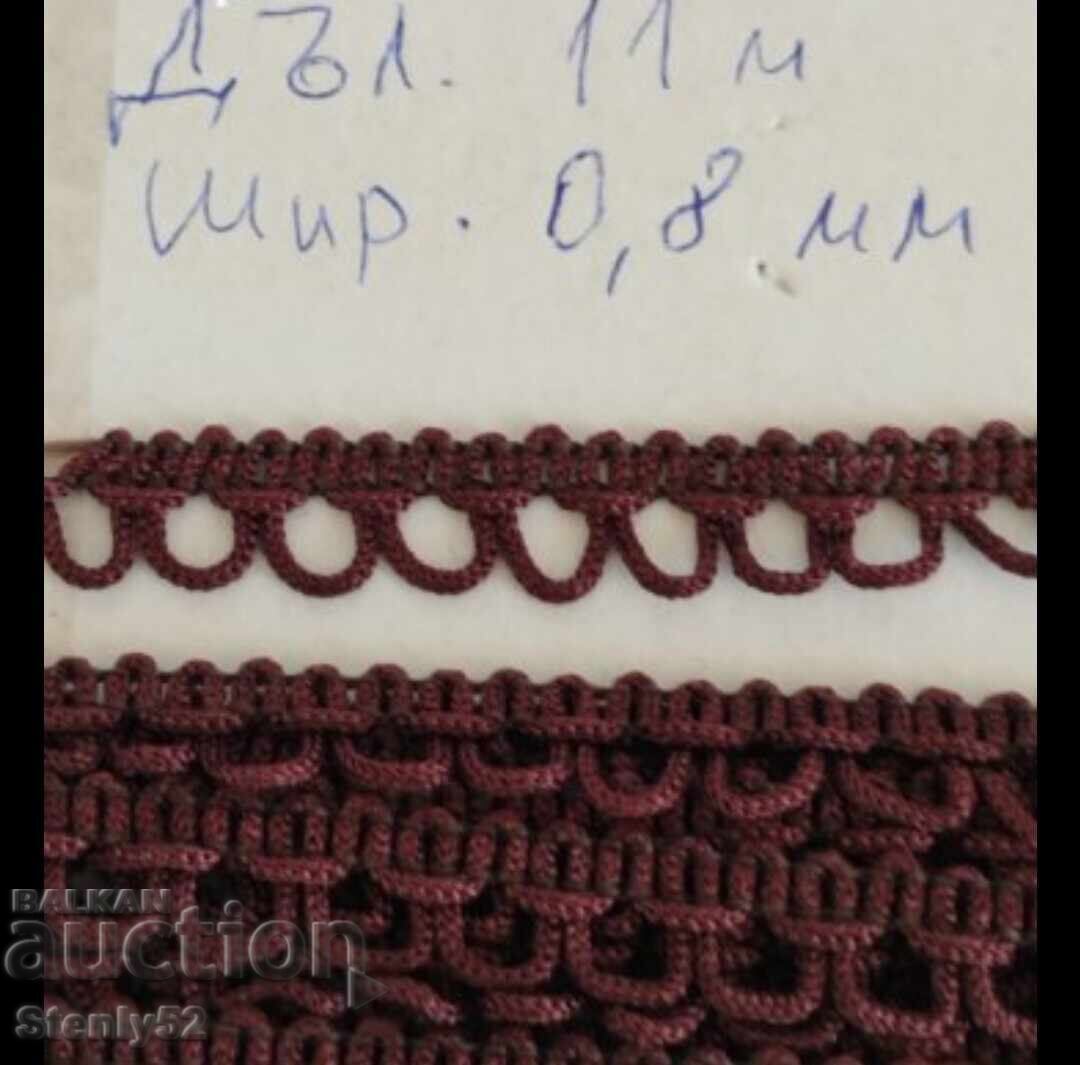 Дъл. 11 м
Шир. 0,8 мм
BALKAN
auction
Stenly52